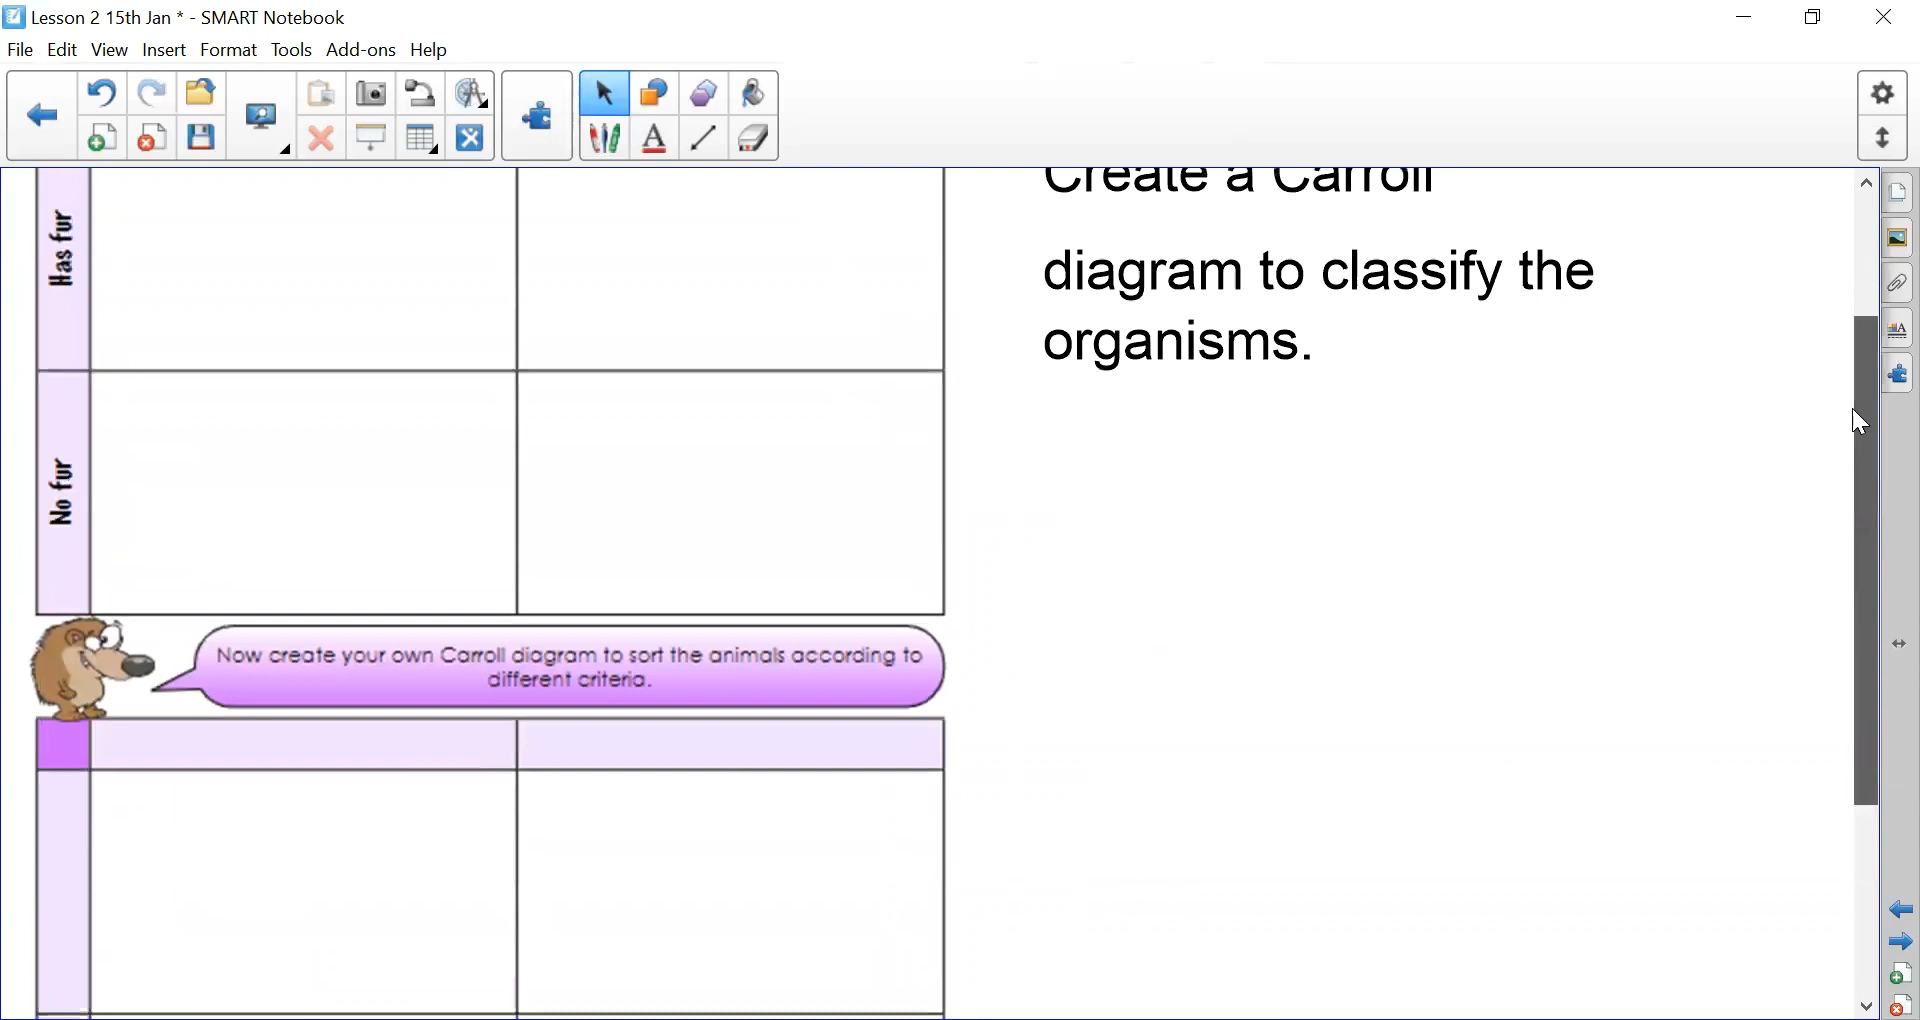 Lesson 2 15th Jan * - SMART Notebook
File Edit View Insert Format Tools Add-ons Help
Create a Carroll
diagram to classify the
organisms.
Has fur
No fur
Now create your own Carroll diagram to sort the animals according to
different criteria.